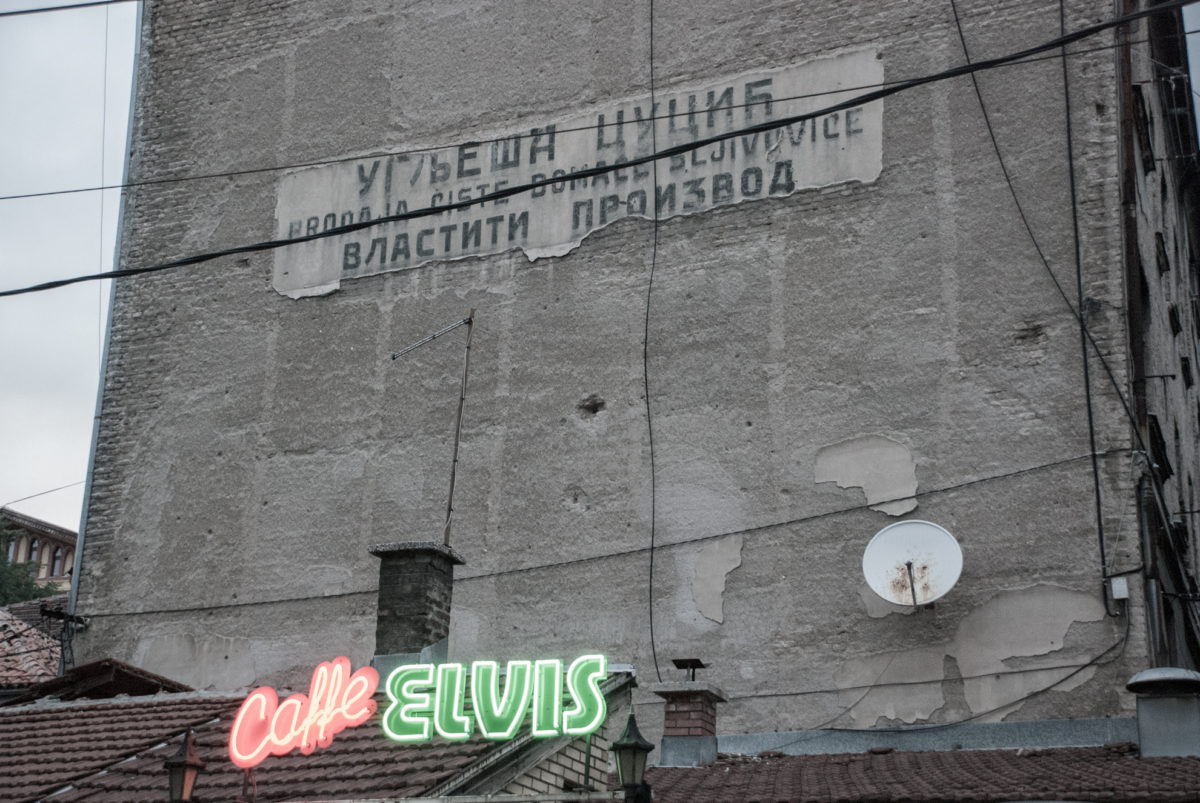 УГЉЕША ЦУЦИЋ
PRODAJA ČISTE DOMAĆE ŠLJIVOVICE
ВЛАСТИТИ ПРОИЗВОД
Caffe ELVIS